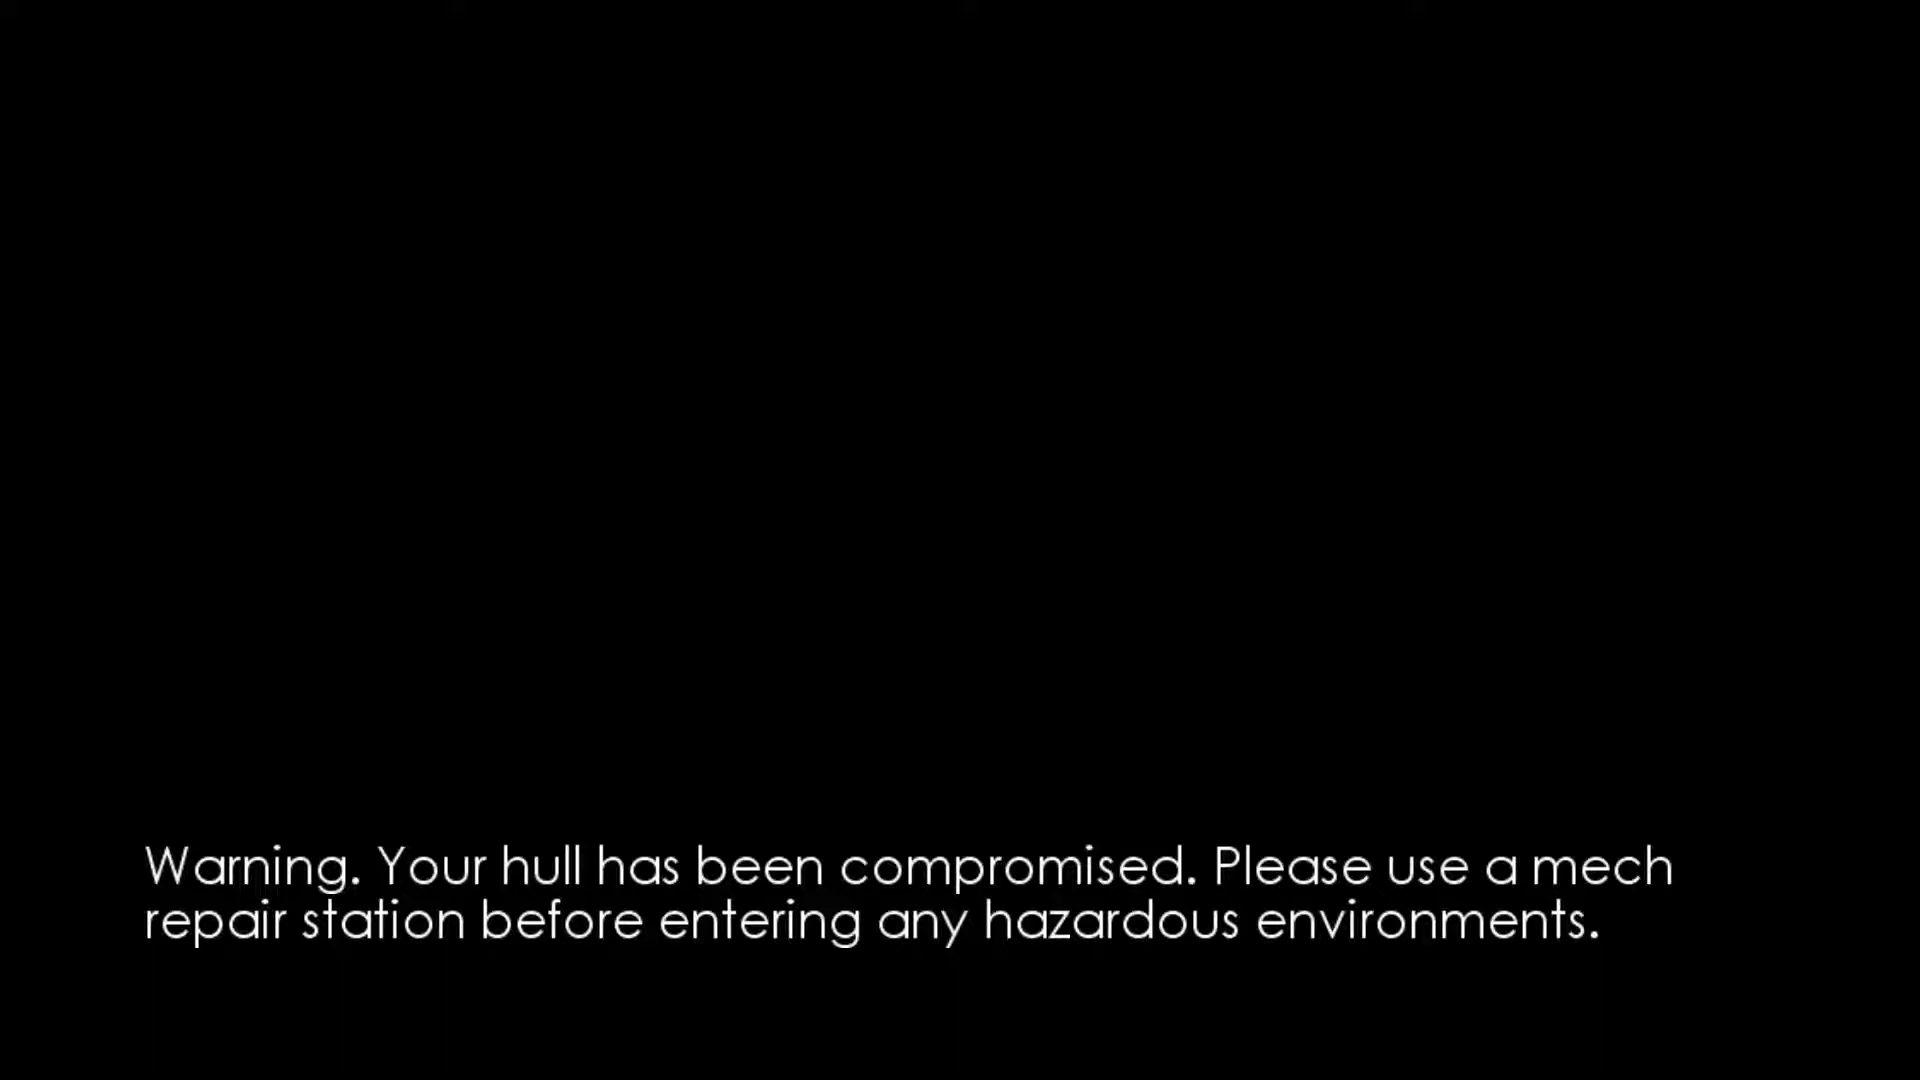 Warning. Your hull has been compromised. Please use a mech
repair station before entering any hazardous environments.